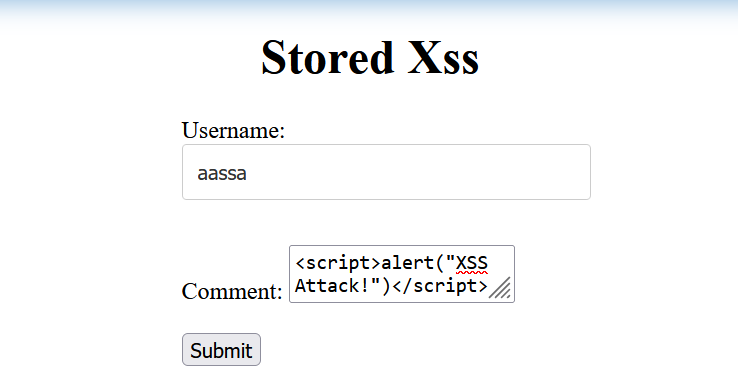 Stored Xss
Username:
aassa
<script>alert("XSS
Attack!")</script>
Comment:
Submit